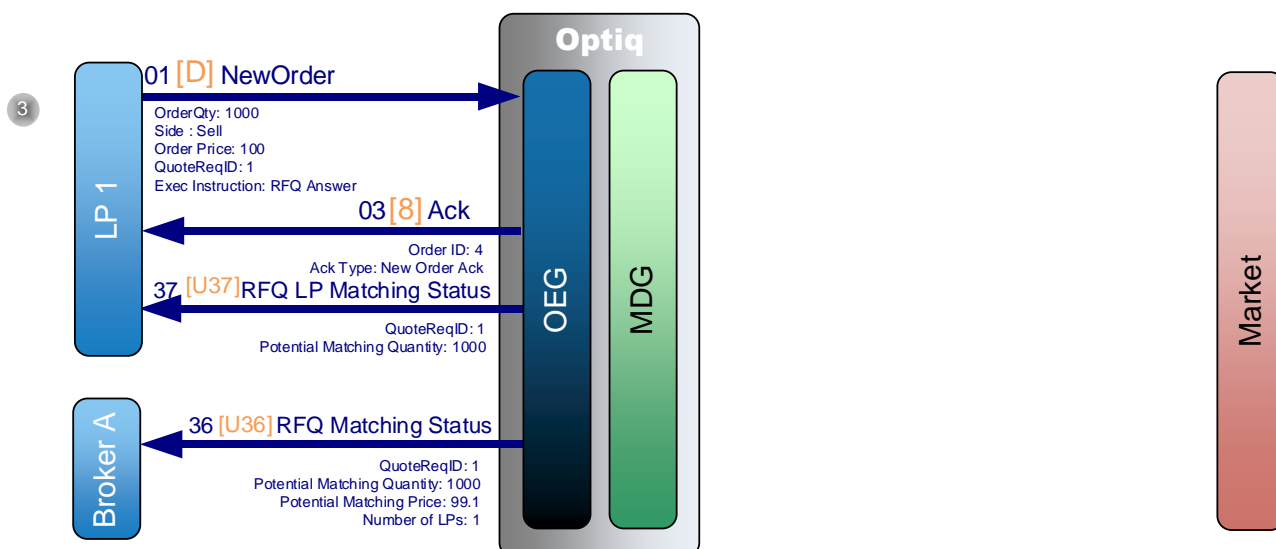 Optiq
01 [D] NewOrder
3
OrderQty: 1000
Side : Sell
Order Price: 100
QuoteReqID: 1
Exec Instruction: RFQ Answer
LP 1
03 [8] Ack
Order ID: 4
Ack Type: New Order Ack
37 [U37] RFQ LP Matching Status
QuoteReqID: 1
Potential Matching Quantity: 1000
OEG
MDG
Market
Broker A
36 [U36] RFQ Matching Status
QuoteReqID: 1
Potential Matching Quantity: 1000
Potential Matching Price: 99.1
Number of LPs: 1